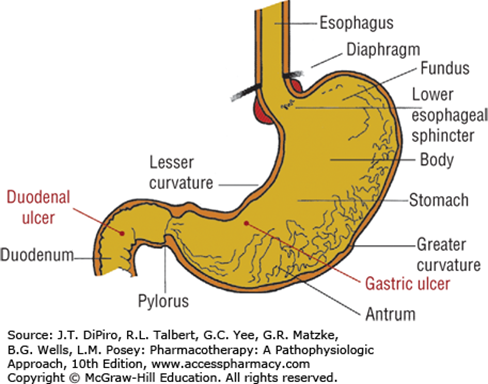 Esophagus
Diaphragm
Fundus
Lower
esophageal
sphincter
Body
Stomach
Greater
curvature
Gastric ulcer
Antrum
Pylorus
Duodenum
Duodenal
ulcer
Lesser
curvature
Source: J.T. DiPiro, R.L. Talbert, G.C. Yee, G.R. Matzke,
B.G. Wells, L.M. Posey: Pharmacotherapy: A Pathophysiologic
Approach, 10th Edition, www.accesspharmacy.com
Copyright © McGraw-Hill Education. All rights reserved.